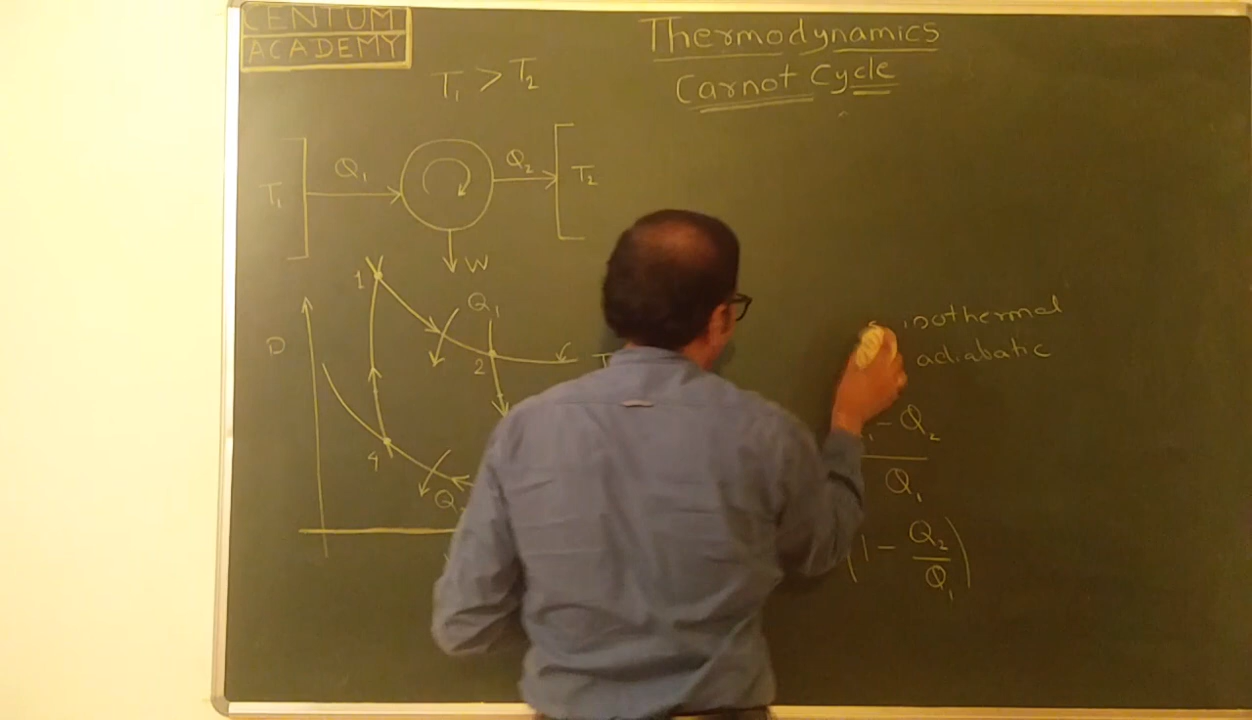 CENTUM
ACADEMY
Thermodynamics
Carnot Cycle
T₁ > T₂
T₁
Q₁
Q₂
T₂
W
1
Q₁
2
T
4
isothermal
adiabatic
₁ - Q₂
Q₁
(1 - Q₂/Q₁)